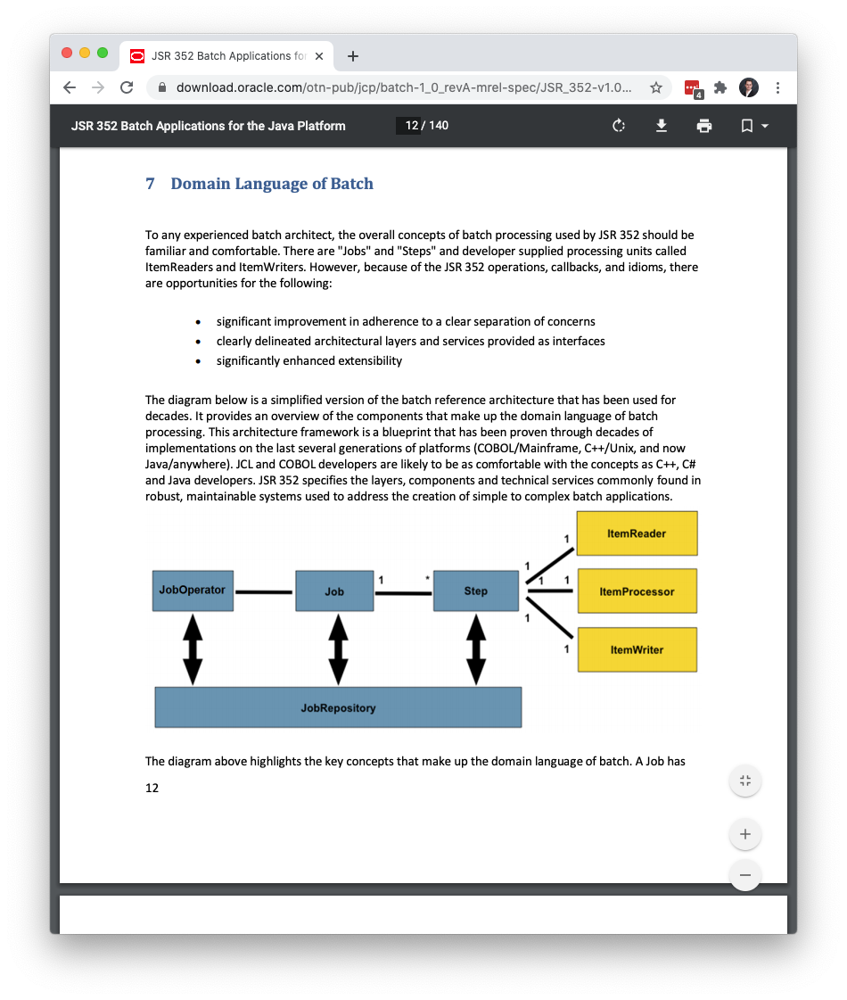 JSR 352 Batch Applications for
download.oracle.com/otn-pub/jcp/batch-1_0_revA-mrel-spec/JSR_352-v1.0...
4
JSR 352 Batch Applications for the Java Platform
12 / 140
7 Domain Language of Batch
To any experienced batch architect, the overall concepts of batch processing used by JSR 352 should be
familiar and comfortable. There are "Jobs" and "Steps" and developer supplied processing units called
ItemReaders and ItemWriters. However, because of the JSR 352 operations, callbacks, and idioms, there
are opportunities for the following:
• significant improvement in adherence to a clear separation of concerns
• clearly delineated architectural layers and services provided as interfaces
• significantly enhanced extensibility
The diagram below is a simplified version of the batch reference architecture that has been used for
decades. It provides an overview of the components that make up the domain language of batch
processing. This architecture framework is a blueprint that has been proven through decades of
implementations on the last several generations of platforms (COBOL/Mainframe, C++/Unix, and now
Java/anywhere). JCL and COBOL developers are likely to be as comfortable with the concepts as C++, C#
and Java developers. JSR 352 specifies the layers, components and technical services commonly found in
robust, maintainable systems used to address the creation of simple to complex batch applications.
JobOperator
Job
1
*
Step
1
1
ItemReader
1
1
ItemProcessor
1
1
ItemWriter
JobRepository
The diagram above highlights the key concepts that make up the domain language of batch. A Job has
12